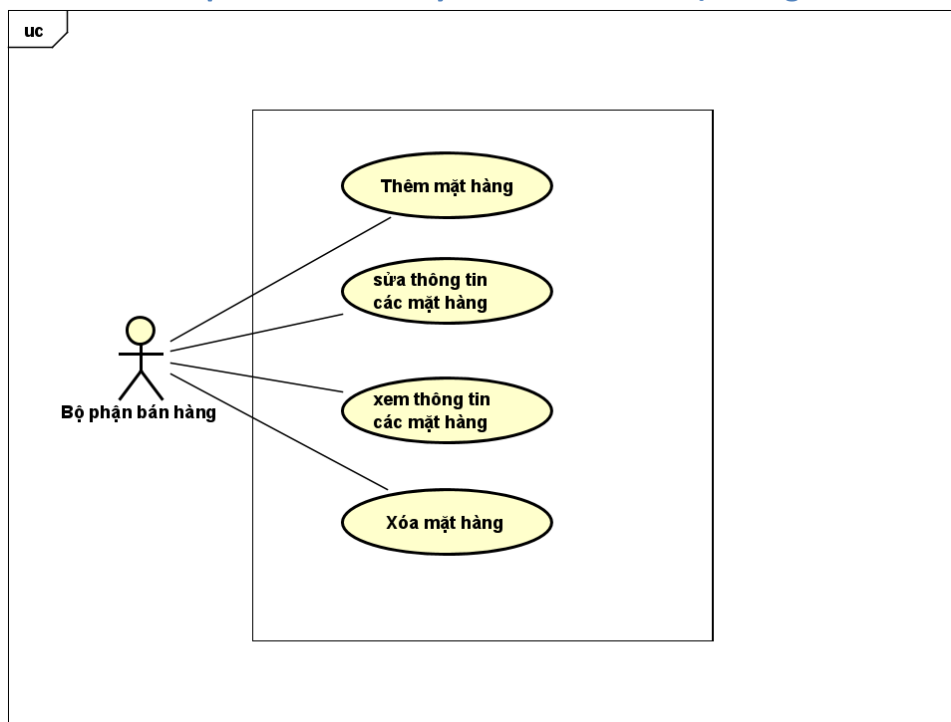 uc
Thêm mặt hàng
sửa thông tin
các mặt hàng
Bộ phận bán hàng
xem thông tin
các mặt hàng
Xóa mặt hàng